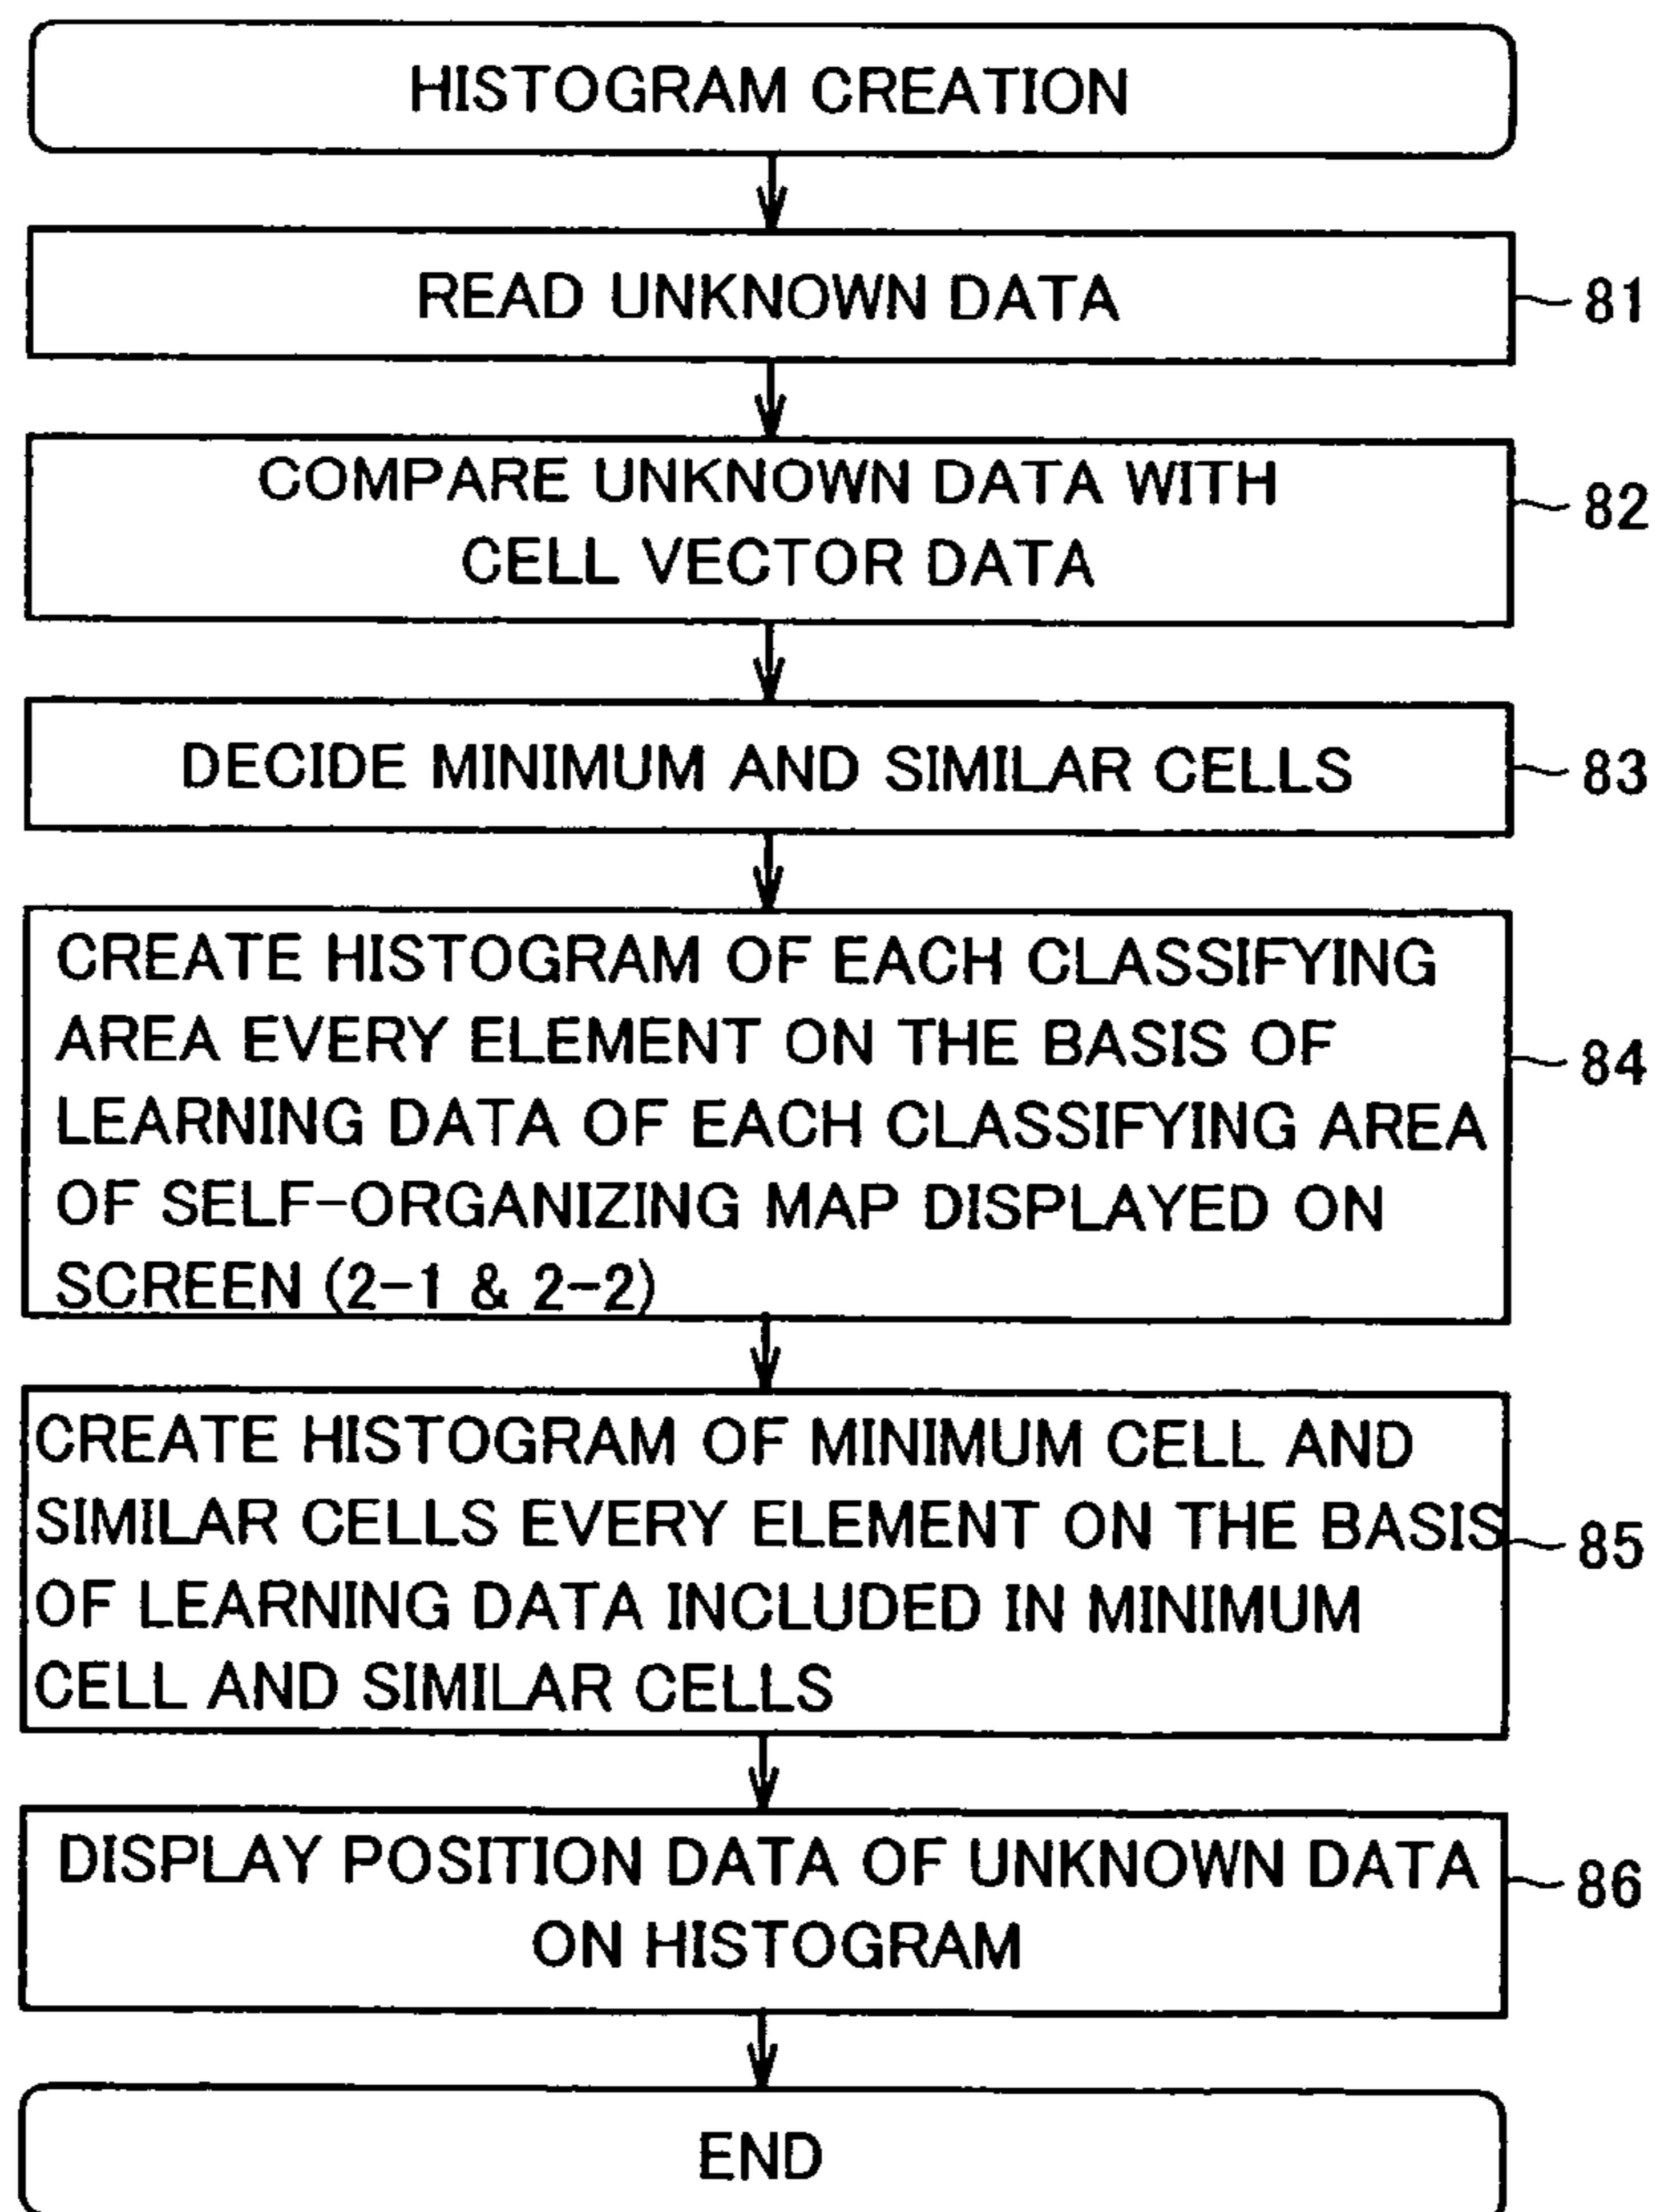 HISTOGRAM CREATION
READ UNKNOWN DATA
81
COMPARE UNKNOWN DATA WITH
CELL VECTOR DATA
82
DECIDE MINIMUM AND SIMILAR CELLS
83
CREATE HISTOGRAM OF EACH CLASSIFYING
AREA EVERY ELEMENT ON THE BASIS OF
LEARNING DATA OF EACH CLASSIFYING AREA
OF SELF-ORGANIZING MAP DISPLAYED ON
SCREEN (2-1 & 2-2)
84
CREATE HISTOGRAM OF MINIMUM CELL AND
SIMILAR CELLS EVERY ELEMENT ON THE BASIS
OF LEARNING DATA INCLUDED IN MINIMUM
CELL AND SIMILAR CELLS
85
DISPLAY POSITION DATA OF UNKNOWN DATA
ON HISTOGRAM
86
END